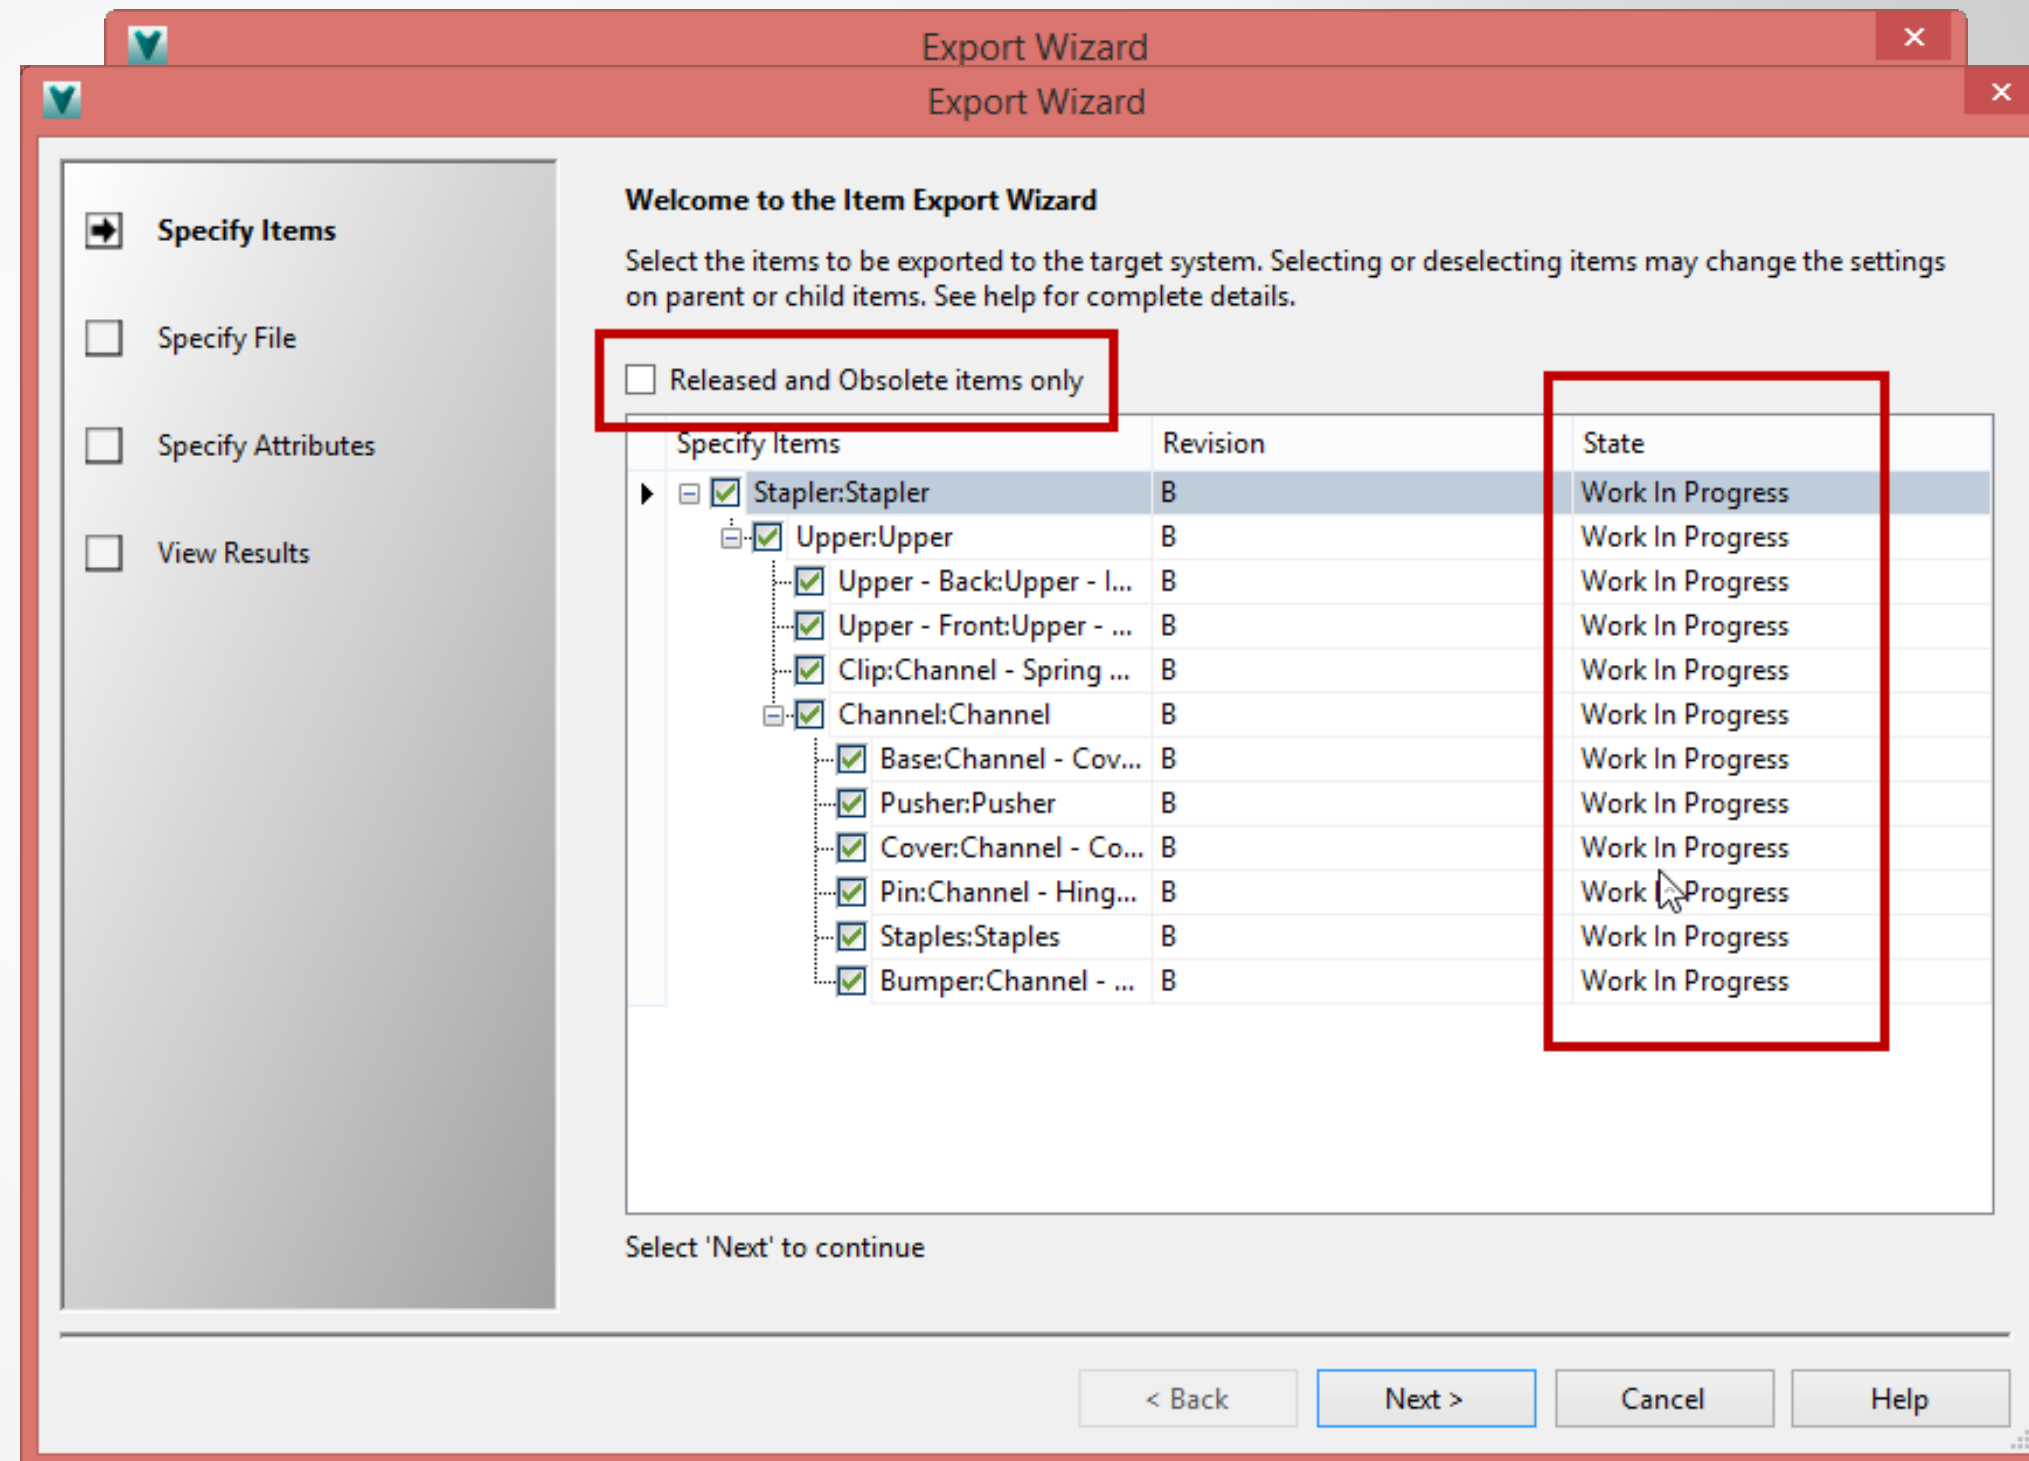 Export Wizard
Export Wizard
Specify Items
Specify File
Specify Attributes
View Results
Welcome to the Item Export Wizard
Select the items to be exported to the target system. Selecting or deselecting items may change the settings
on parent or child items. See help for complete details.
Released and Obsolete items only
Specify Items Revision State
Stapler:Stapler B Work In Progress
Upper:Upper B Work In Progress
Upper - Back:Upper - I... B Work In Progress
Upper - Front:Upper - ... B Work In Progress
Clip:Channel - Spring ... B Work In Progress
Channel:Channel B Work In Progress
Base:Channel - Cov... B Work In Progress
Pusher:Pusher B Work In Progress
Cover:Channel - Co... B Work In Progress
Pin:Channel - Hing... B Work In Progress
Staples:Staples B Work In Progress
Bumper:Channel - ... B Work In Progress
Select 'Next' to continue
< Back Next > Cancel Help